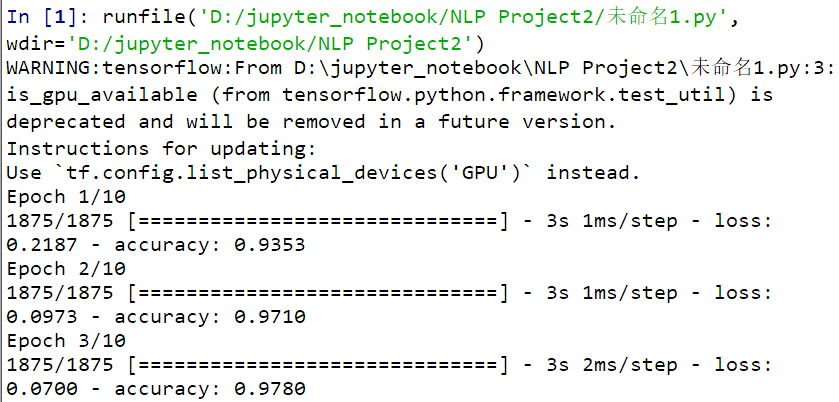 In [1]: runfile('D:/jupyter_notebook/NLP Project2/未命名1.py',
wdir='D:/jupyter_notebook/NLP Project2')
WARNING:tensorflow:From D:\jupyter_notebook\NLP Project2\未命名1.py:3:
is_gpu_available (from tensorflow.python.framework.test_util) is
deprecated and will be removed in a future version.
Instructions for updating:
Use `tf.config.list_physical_devices('GPU')` instead.
Epoch 1/10
1875/1875 [==============================] - 3s 1ms/step - loss:
0.2187 - accuracy: 0.9353
Epoch 2/10
1875/1875 [==============================] - 3s 1ms/step - loss:
0.0973 - accuracy: 0.9710
Epoch 3/10
1875/1875 [==============================] - 3s 2ms/step - loss:
0.0700 - accuracy: 0.9780